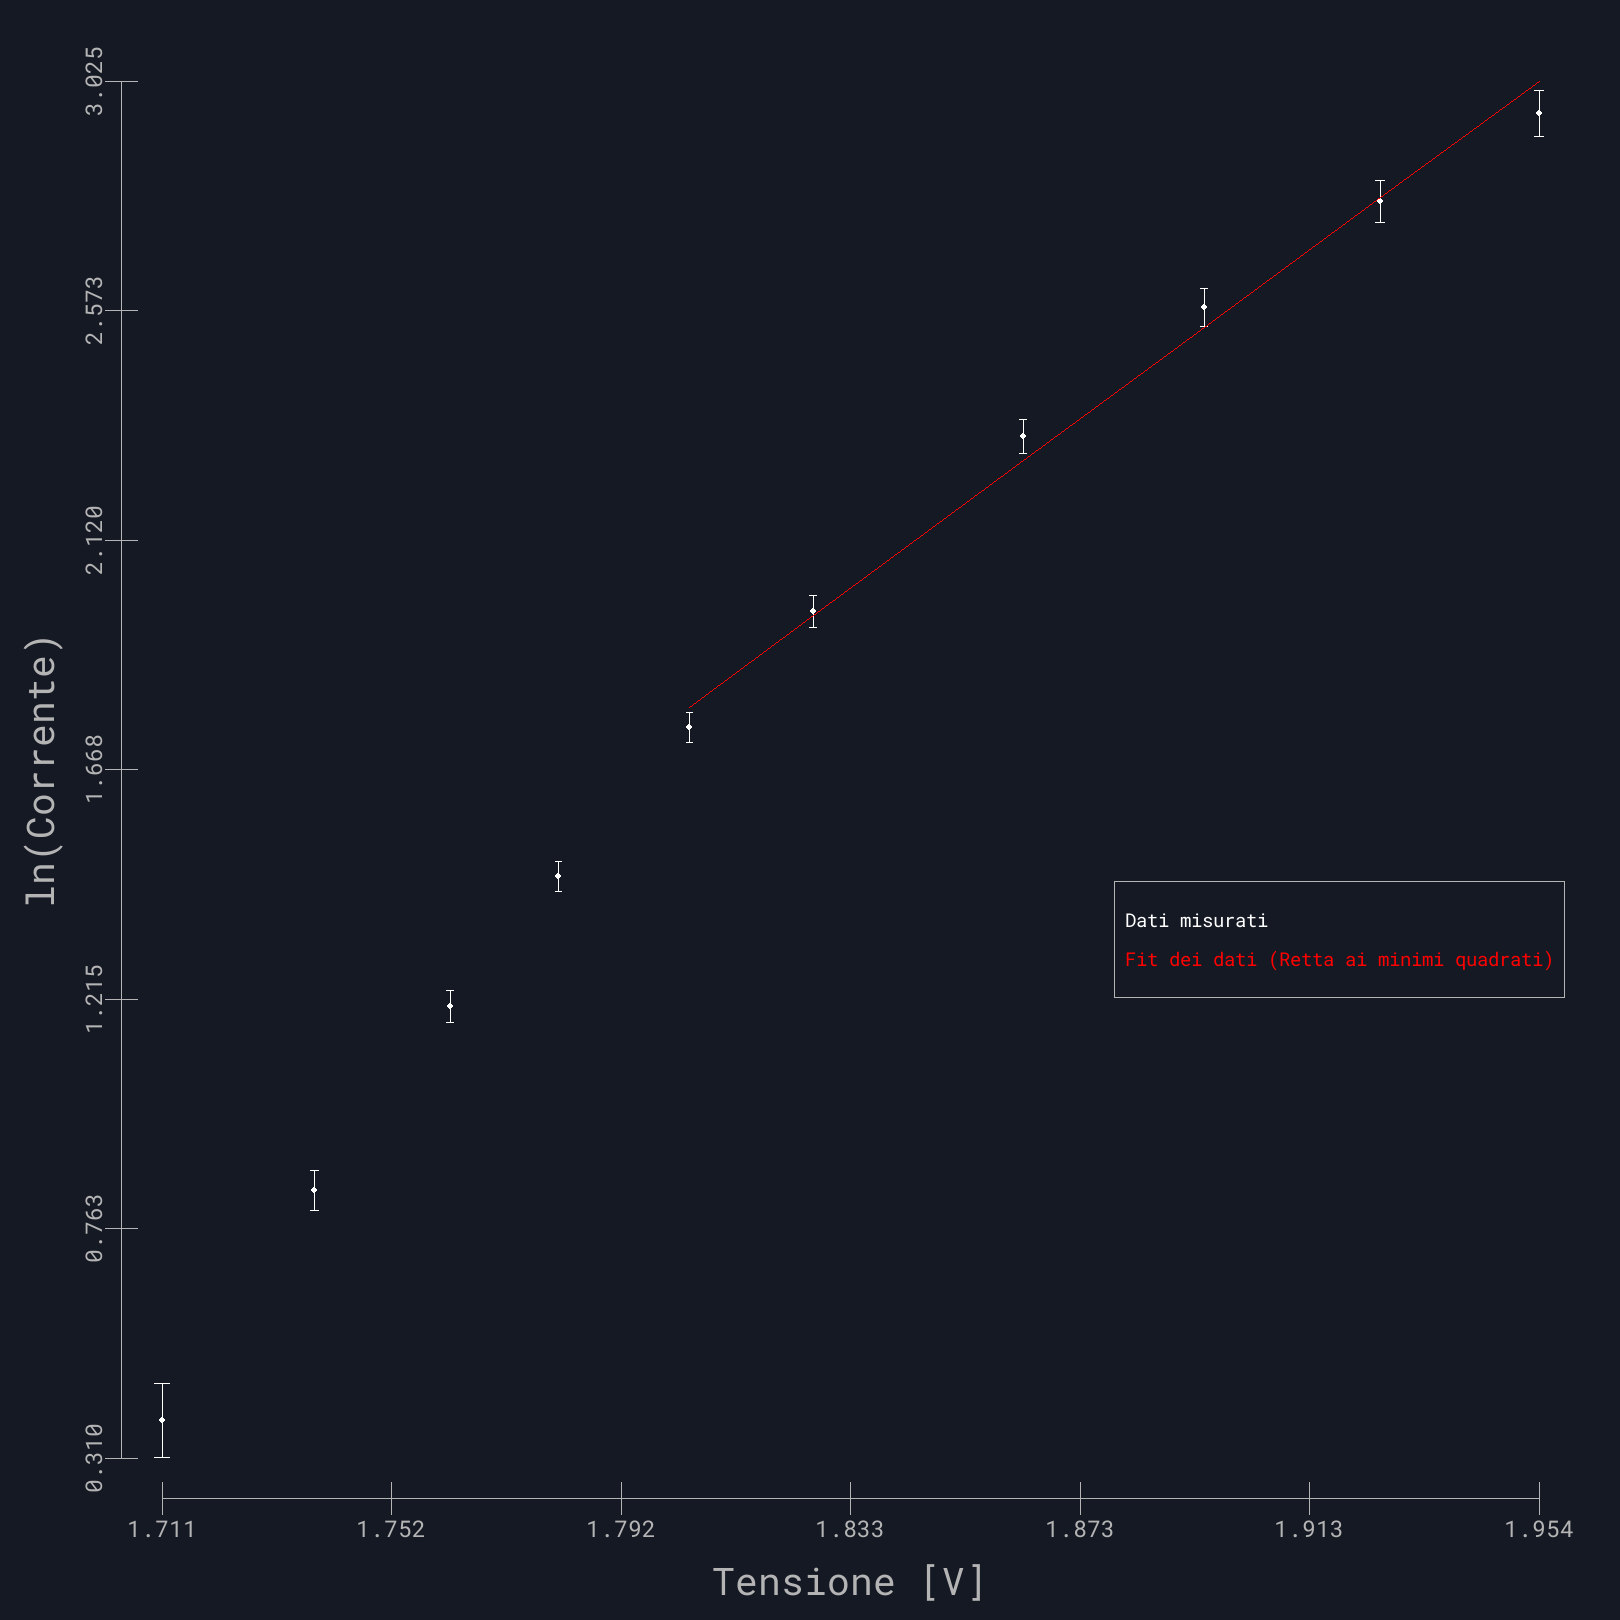 3.025
2.573
2.120
1.668
1.215
0.763
0.310
ln(Corrente)
Dati misurati
Fit dei dati (Retta ai minimi quadrati)
1.711 1.752 1.792 1.833 1.873 1.913 1.954
Tensione [V]